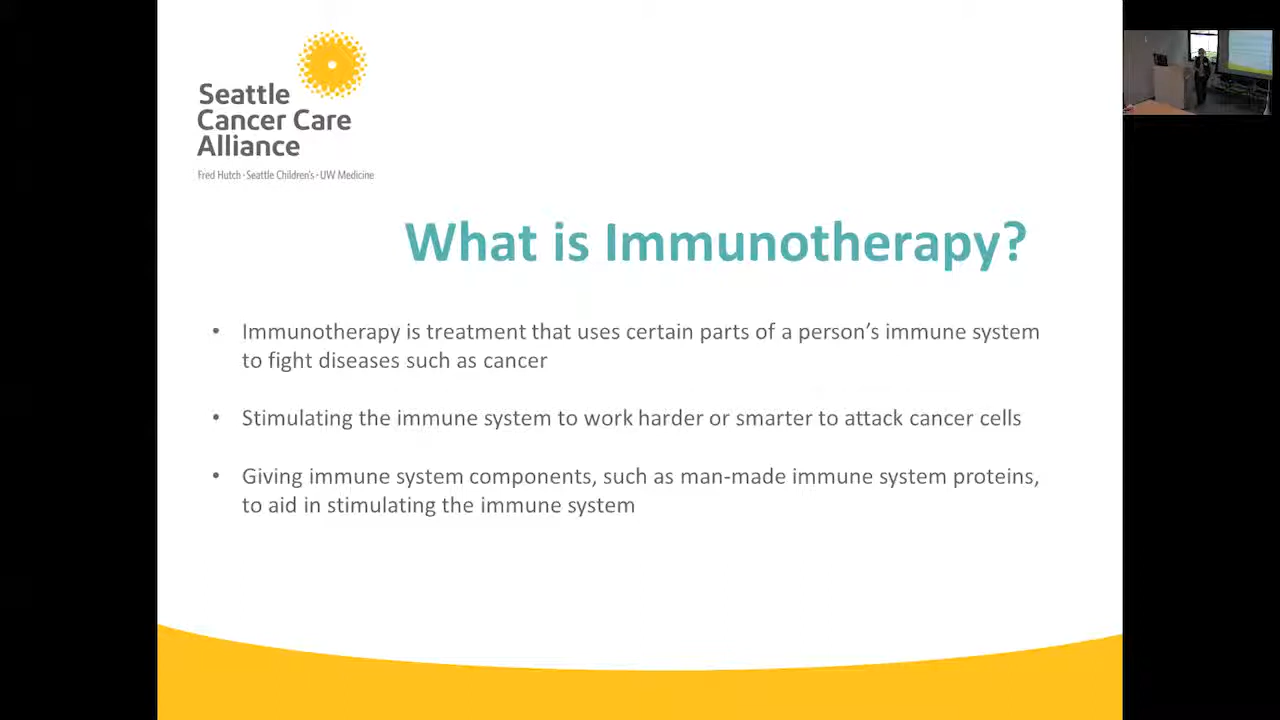 Seattle
Cancer Care
Alliance
Fred Hutch · Seattle Children's · UW Medicine
What is Immunotherapy?
• Immunotherapy is treatment that uses certain parts of a person’s immune system
to fight diseases such as cancer
• Stimulating the immune system to work harder or smarter to attack cancer cells
• Giving immune system components, such as man-made immune system proteins,
to aid in stimulating the immune system